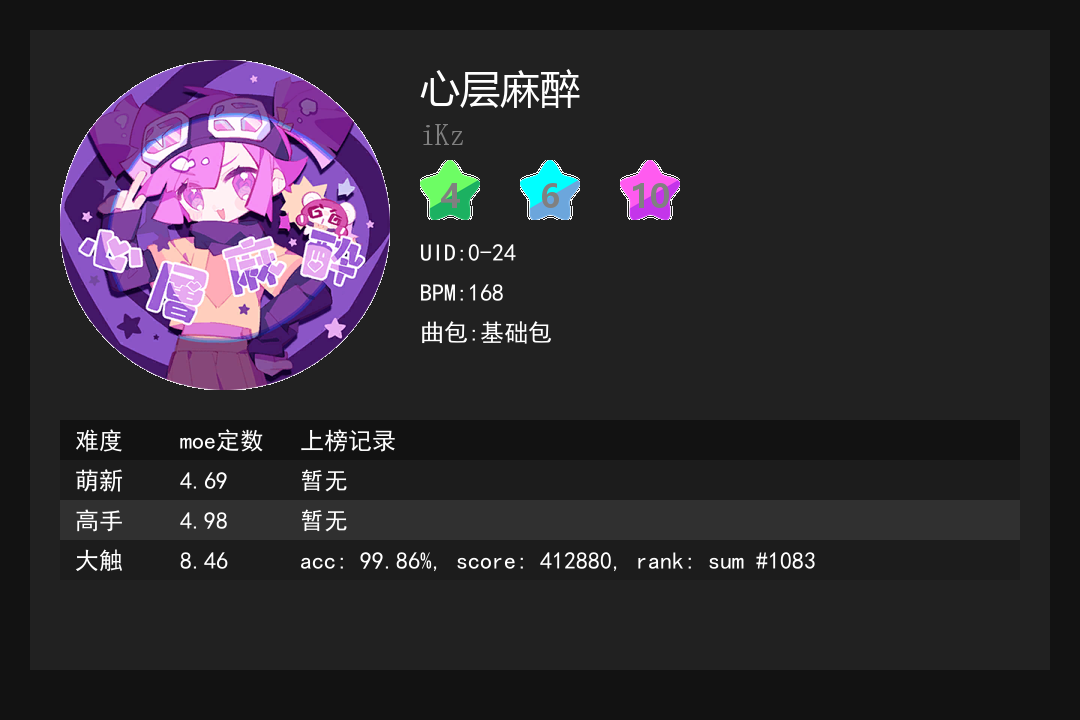 心层麻醉
iKz
4 6 10
UID:0-24
BPM:168
曲包:基础包
心層麻醉
难度 moe定数 上榜记录
萌新 4.69 暂无
高手 4.98 暂无
大触 8.46 acc: 99.86%, score: 412880, rank: sum #1083